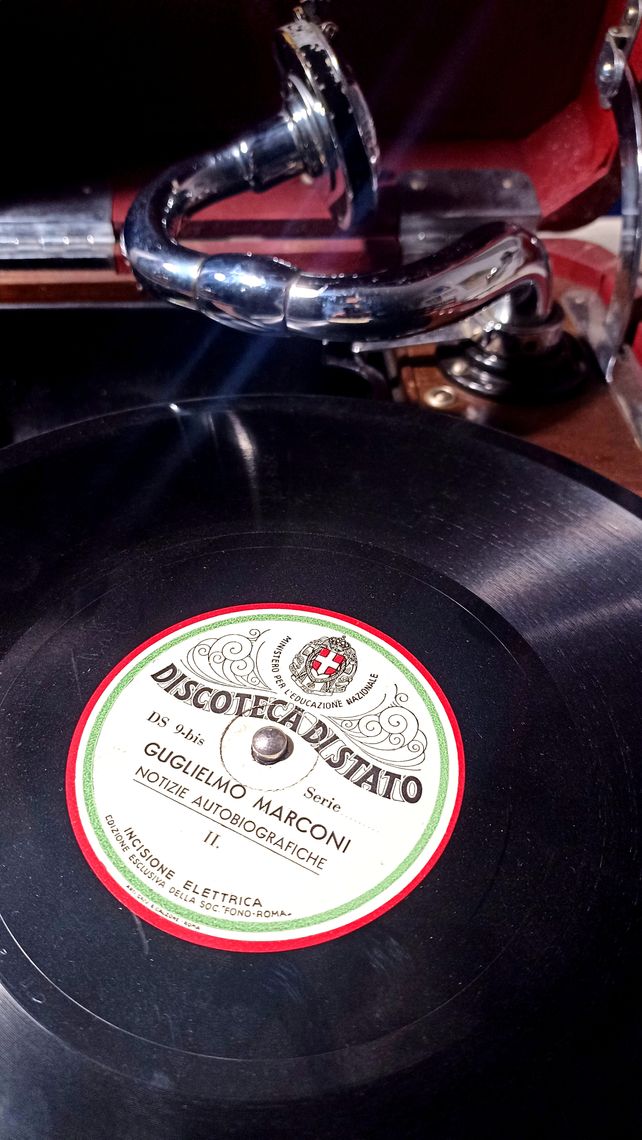 MINISTERO PER L'EDUCAZIONE NAZIONALE
DISCOTECA DI STATO
DS 9-bis
Serie
GUGLIELMO MARCONI
NOTIZIE AUTOBIOGRAFICHE
II.
INCISIONE ELETTRICA
EDIZIONE ESCLUSIVA DELLA SOC. "FONO-ROMA"
ROMA